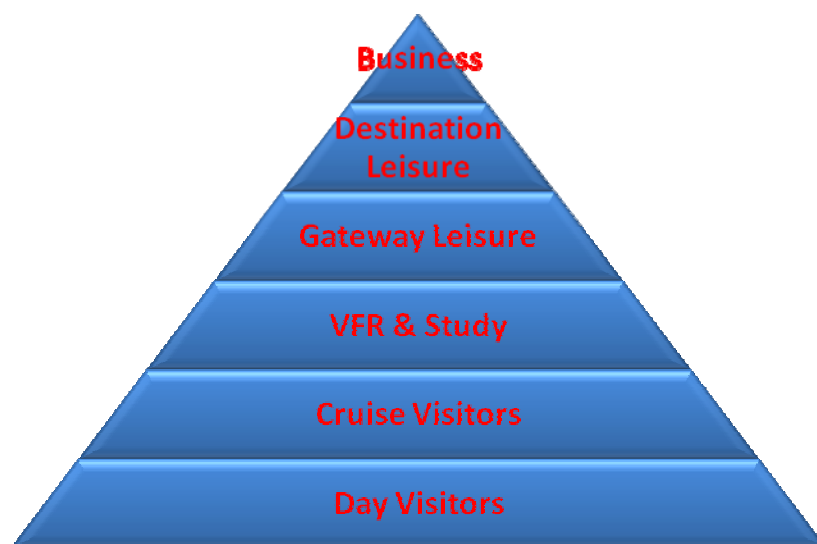 Business
Destination
Leisure
Gateway Leisure
VFR & Study
Cruise Visitors
Day Visitors